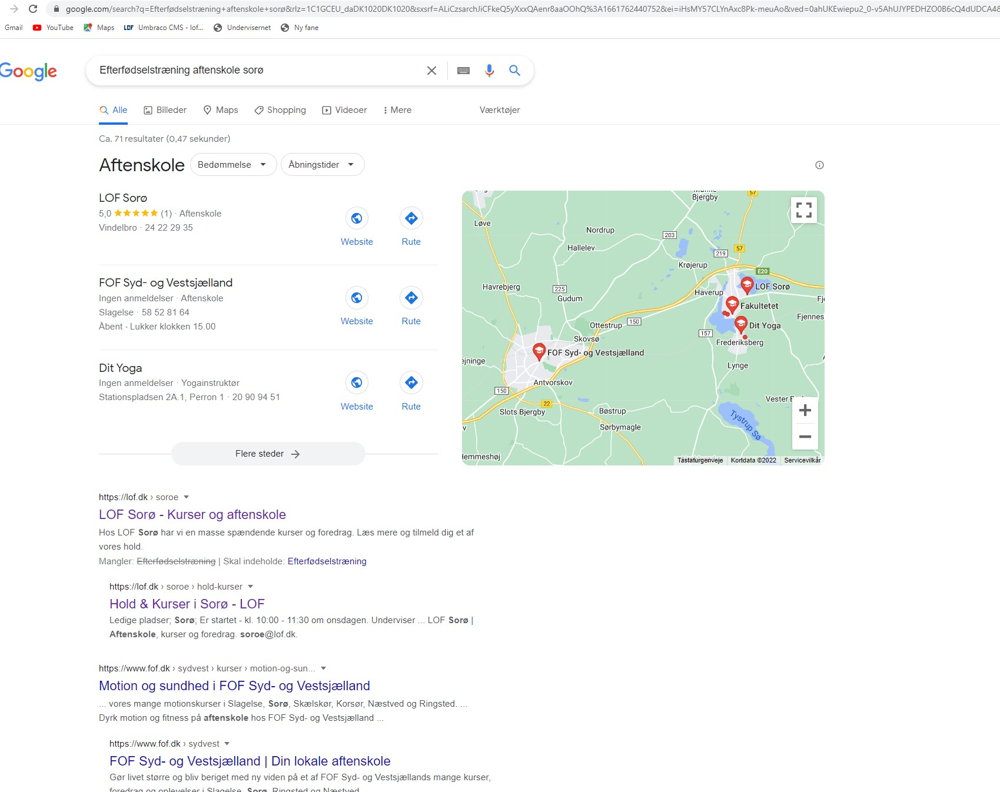 google.com/search?q=Efterfødselstræning+aftenskole+sorø&rlz=1C1GCEU_daDK1020DK1020&sxsrf=ALiCzsarchJiCFkeQ5yXxxQAenr8aaOOhQ%3A1661762440752&ei=iHsMY57CLYnAxc8Pk-meuAo&ved=0ahUKEwiepu2_0-v5AhUJYPEDHZO0B6cQ4dUDCA4&
Gmail YouTube Maps LOF Umbraco CMS - lof... Undervisernet Ny fane
Google Efterfødselstræning aftenskole sorø
Alle Billeder Maps Shopping Videoer Mere Værktøjer
Ca. 71 resultater (0,47 sekunder)
Aftenskole Bedømmelse Åbningstider
LOF Sorø
5,0 (1) · Aftenskole
Vindelbro · 24 22 29 35
Website Rute
FOF Syd- og Vestsjælland
Ingen anmeldelser · Aftenskole
Slagelse · 58 52 81 64
Åbent · Lukker klokken 15.00
Website Rute
Dit Yoga
Ingen anmeldelser · Yogainstruktør
Stationspladsen 2A.1, Perron 1 · 20 90 94 51
Website Rute
Flere steder
57
Bjergby
Løve
Nordrup
203
Hallelev
57
219
Krøjerup
E20
Havrebjerg
225
Haverup
LOF Sorø
Gudum
Fakultetet
Fjennes
Ottestrup
150
Dit Yoga
157
Skovsø
Frederiksberg
FOF Syd- og Vestsjælland
ejninge
Lynge
Antvorskov
150
Vester
22
Slots Bjergby
Bøstrup
Tystrup Sø
Sørbymagle
Hemmeshøj
Tastaturgenveje Kortdata ©2022 Servicevilkår
https://lof.dk › soroe
LOF Sorø - Kurser og aftenskole
Hos LOF Sorø har vi en masse spændende kurser og foredrag. Læs mere og tilmeld dig et af
vores hold.
Mangler: Efterfødselstræning | Skal indeholde: Efterfødselstræning
https://lof.dk › soroe › hold-kurser
Hold & Kurser i Sorø - LOF
Ledige pladser; Sorø; Er startet - kl. 10:00 - 11:30 om onsdagen. Underviser ... LOF Sorø |
Aftenskole, kurser og foredrag. soroe@lof.dk.
https://www.fof.dk › sydvest › kurser › motion-og-sun...
Motion og sundhed i FOF Syd- og Vestsjælland
... vores mange motionskurser i Slagelse, Sorø, Skælskør, Korsør, Næstved og Ringsted. ...
Dyrk motion og fitness på aftenskole hos FOF Syd- og Vestsjælland ...
https://www.fof.dk › sydvest
FOF Syd- og Vestsjælland | Din lokale aftenskole
Gør livet større og bliv beriget med ny viden på et af FOF Syd- og Vestsjællands mange kurser,
foredrag og oplevelser i Slagelse, Sorø, Ringsted og Næstved.